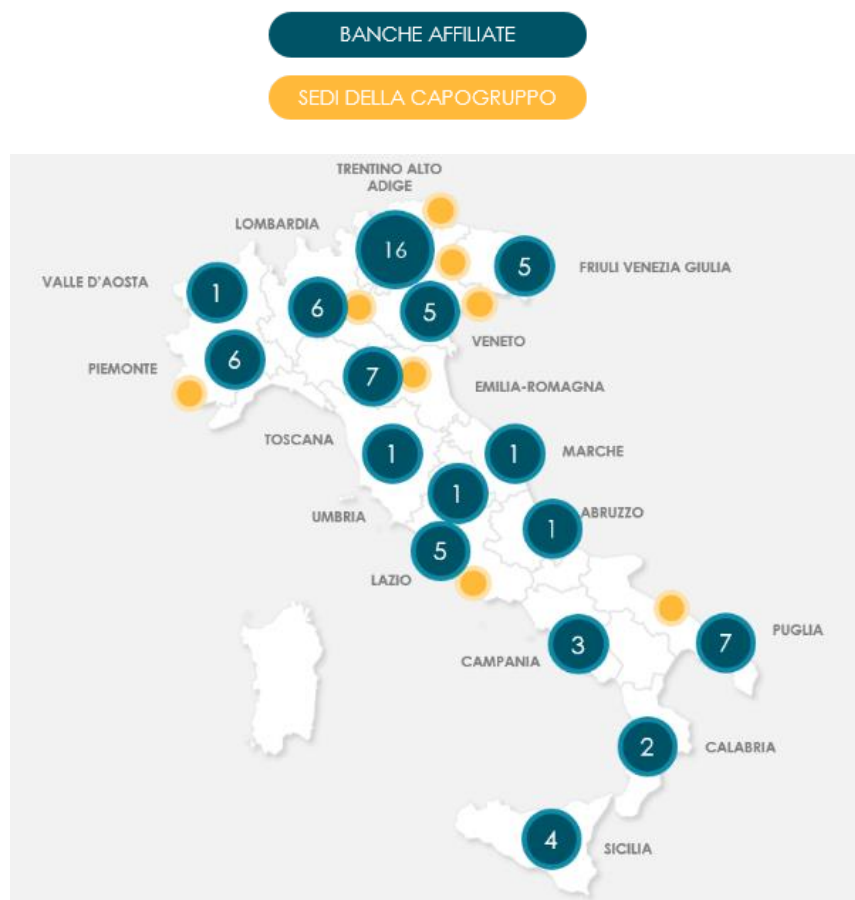 BANCHE AFFILIATE
SEDI DELLA CAPOGRUPPO
TRENTINO ALTO
ADIGE
LOMBARDIA
16
5
FRIULI VENEZIA GIULIA
VALLE D'AOSTA
1
6
5
VENETO
PIEMONTE
6
7
EMILIA-ROMAGNA
TOSCANA
1
1
MARCHE
1
UMBRIA
ABRUZZO
1
5
LAZIO
PUGLIA
3
7
CAMPANIA
2
CALABRIA
4
SICILIA